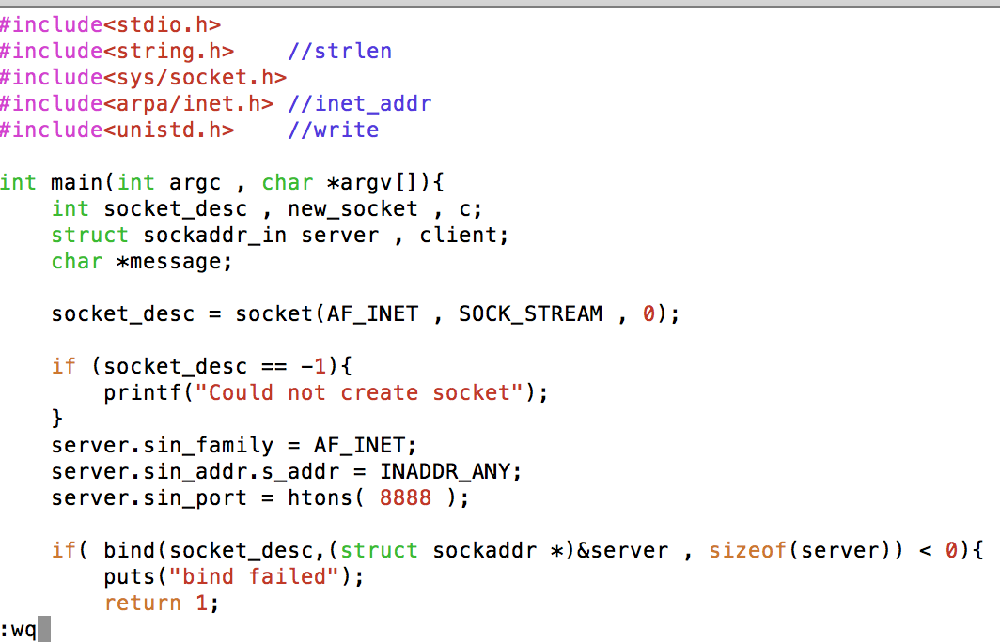 #include<stdio.h>
#include<string.h>    //strlen
#include<sys/socket.h>
#include<arpa/inet.h> //inet_addr
#include<unistd.h>    //write
int main(int argc , char *argv[]){
    int socket_desc , new_socket , c;
    struct sockaddr_in server , client;
    char *message;
    socket_desc = socket(AF_INET , SOCK_STREAM , 0);
    if (socket_desc == -1){
        printf("Could not create socket");
    }
    server.sin_family = AF_INET;
    server.sin_addr.s_addr = INADDR_ANY;
    server.sin_port = htons( 8888 );
    if( bind(socket_desc,(struct sockaddr *)&server , sizeof(server)) < 0){
        puts("bind failed");
        return 1;
:wq